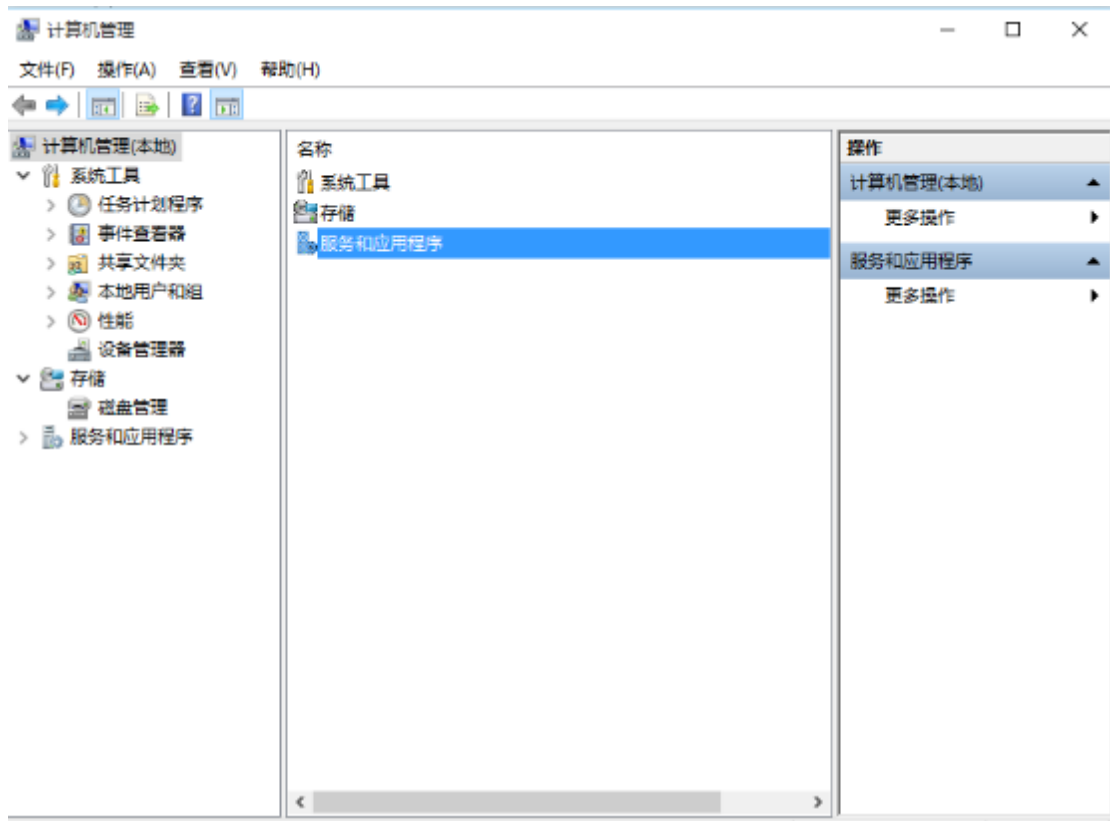 计算机管理
文件(F) 操作(A) 查看(V) 帮助(H)
计算机管理(本地)
系统工具
任务计划程序
事件查看器
共享文件夹
本地用户和组
性能
设备管理器
存储
磁盘管理
服务和应用程序
名称
系统工具
存储
服务和应用程序
操作
计算机管理(本地)
更多操作
服务和应用程序
更多操作